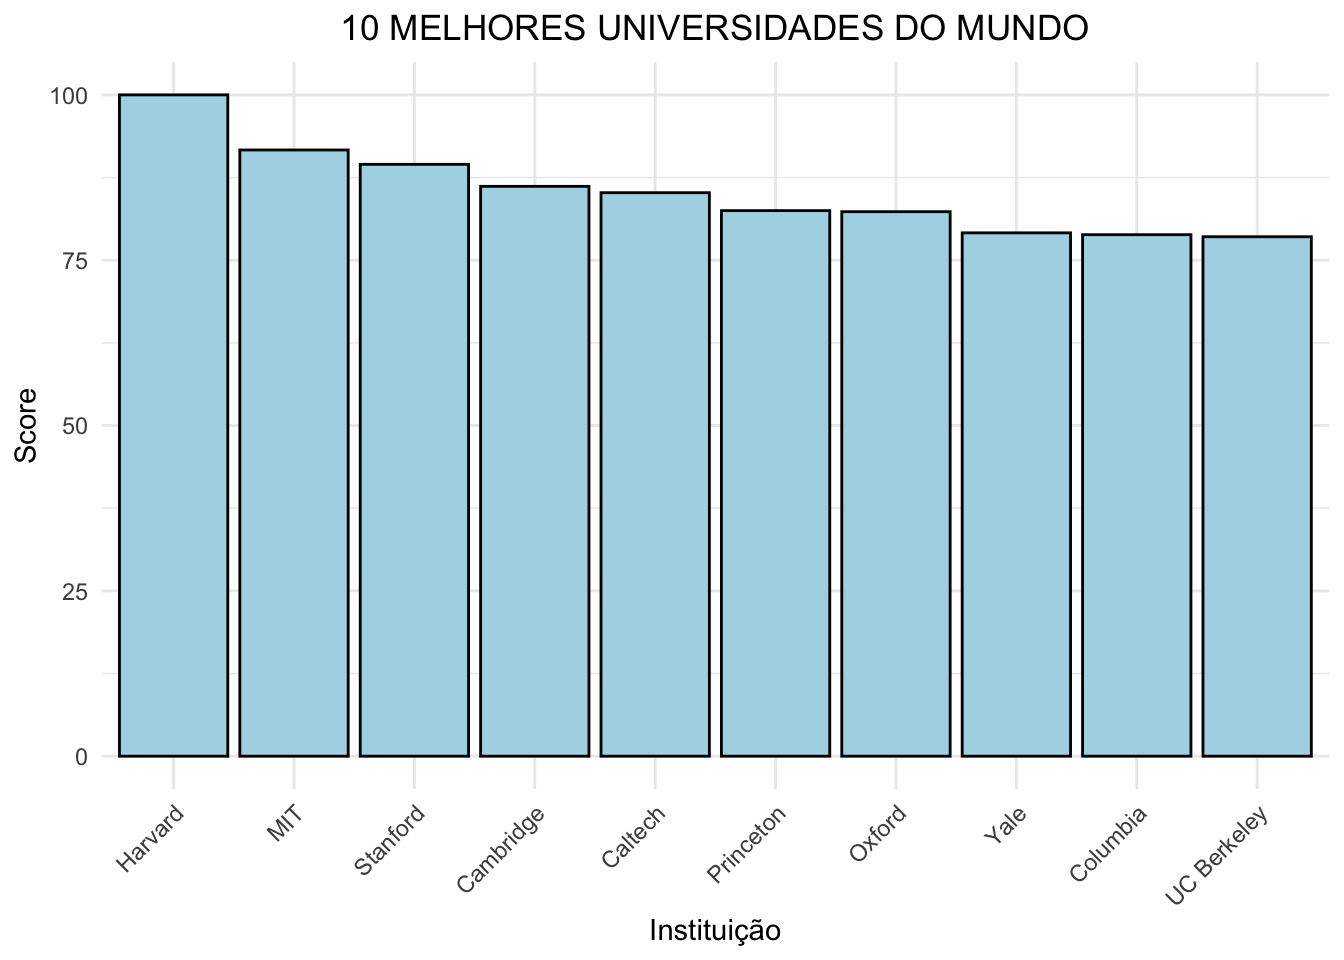 10 MELHORES UNIVERSIDADES DO MUNDO
Score
100
75
50
25
0
Harvard
MIT
Stanford
Cambridge
Caltech
Princeton
Oxford
Yale
Columbia
UC Berkeley
Instituição